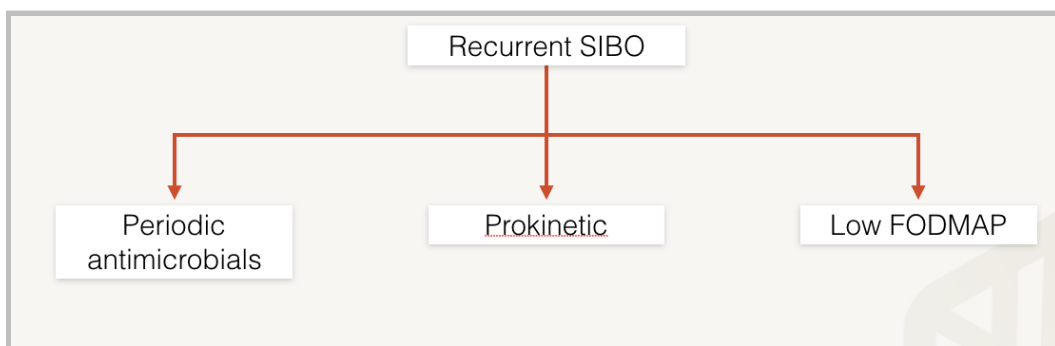 Recurrent SIBO
Periodic
antimicrobials
Prokinetic
Low FODMAP